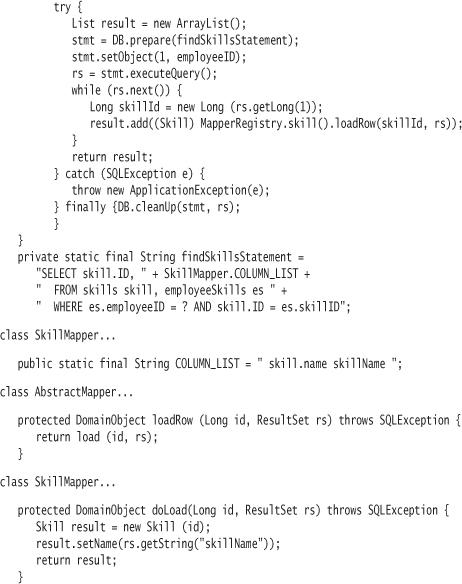 try {
List result = new ArrayList();
stmt = DB.prepare(findSkillsStatement);
stmt.setObject(1, employeeID);
rs = stmt.executeQuery();
while (rs.next()) {
Long skillId = new Long (rs.getLong(1));
result.add((Skill) MapperRegistry.skill().loadRow(skillId, rs));
}
return result;
} catch (SQLException e) {
throw new ApplicationException(e);
} finally {DB.cleanUp(stmt, rs);
}
}
private static final String findSkillsStatement =
"SELECT skill.ID, " + SkillMapper.COLUMN_LIST +
"  FROM skills skill, employeeSkills es " +
"  WHERE es.employeeID = ? AND skill.ID = es.skillID";
class SkillMapper...
public static final String COLUMN_LIST = " skill.name skillName ";
class AbstractMapper...
protected DomainObject loadRow (Long id, ResultSet rs) throws SQLException {
return load (id, rs);
}
class SkillMapper...
protected DomainObject doLoad(Long id, ResultSet rs) throws SQLException {
Skill result = new Skill (id);
result.setName(rs.getString("skillName"));
return result;
}